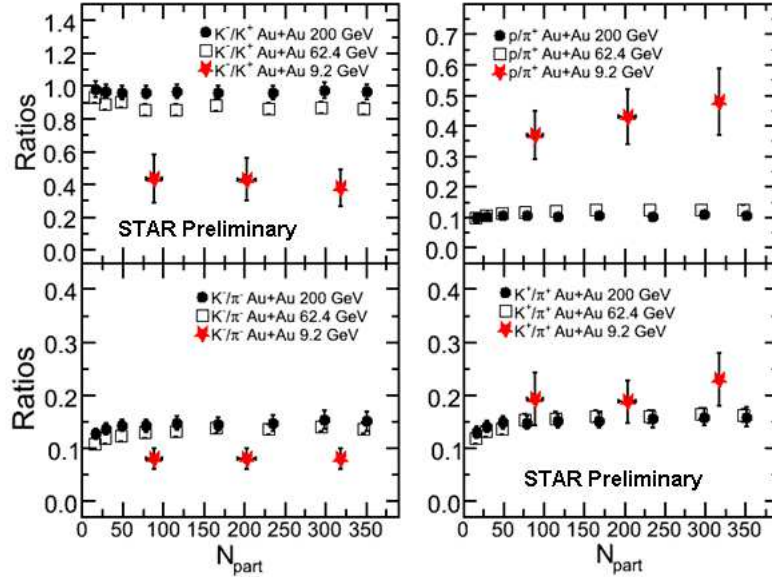 K⁻/K⁺ Au+Au 200 GeV
K⁻/K⁺ Au+Au 62.4 GeV
K⁻/K⁺ Au+Au 9.2 GeV
1.4
1.2
1.0
0.8
0.6
0.4
0.2
0.0
Ratios
STAR Preliminary
p/π⁺ Au+Au 200 GeV
p/π⁺ Au+Au 62.4 GeV
p/π⁺ Au+Au 9.2 GeV
0.7
0.6
0.5
0.4
0.3
0.2
0.1
0.0
K⁻/π⁻ Au+Au 200 GeV
K⁻/π⁻ Au+Au 62.4 GeV
K⁻/π⁻ Au+Au 9.2 GeV
0.4
0.3
0.2
0.1
0.0
Ratios
0 50 100 150 200 250 300 350
N_part
K⁺/π⁺ Au+Au 200 GeV
K⁺/π⁺ Au+Au 62.4 GeV
K⁺/π⁺ Au+Au 9.2 GeV
0.4
0.3
0.2
0.1
0.0
STAR Preliminary
0 50 100 150 200 250 300 350
N_part